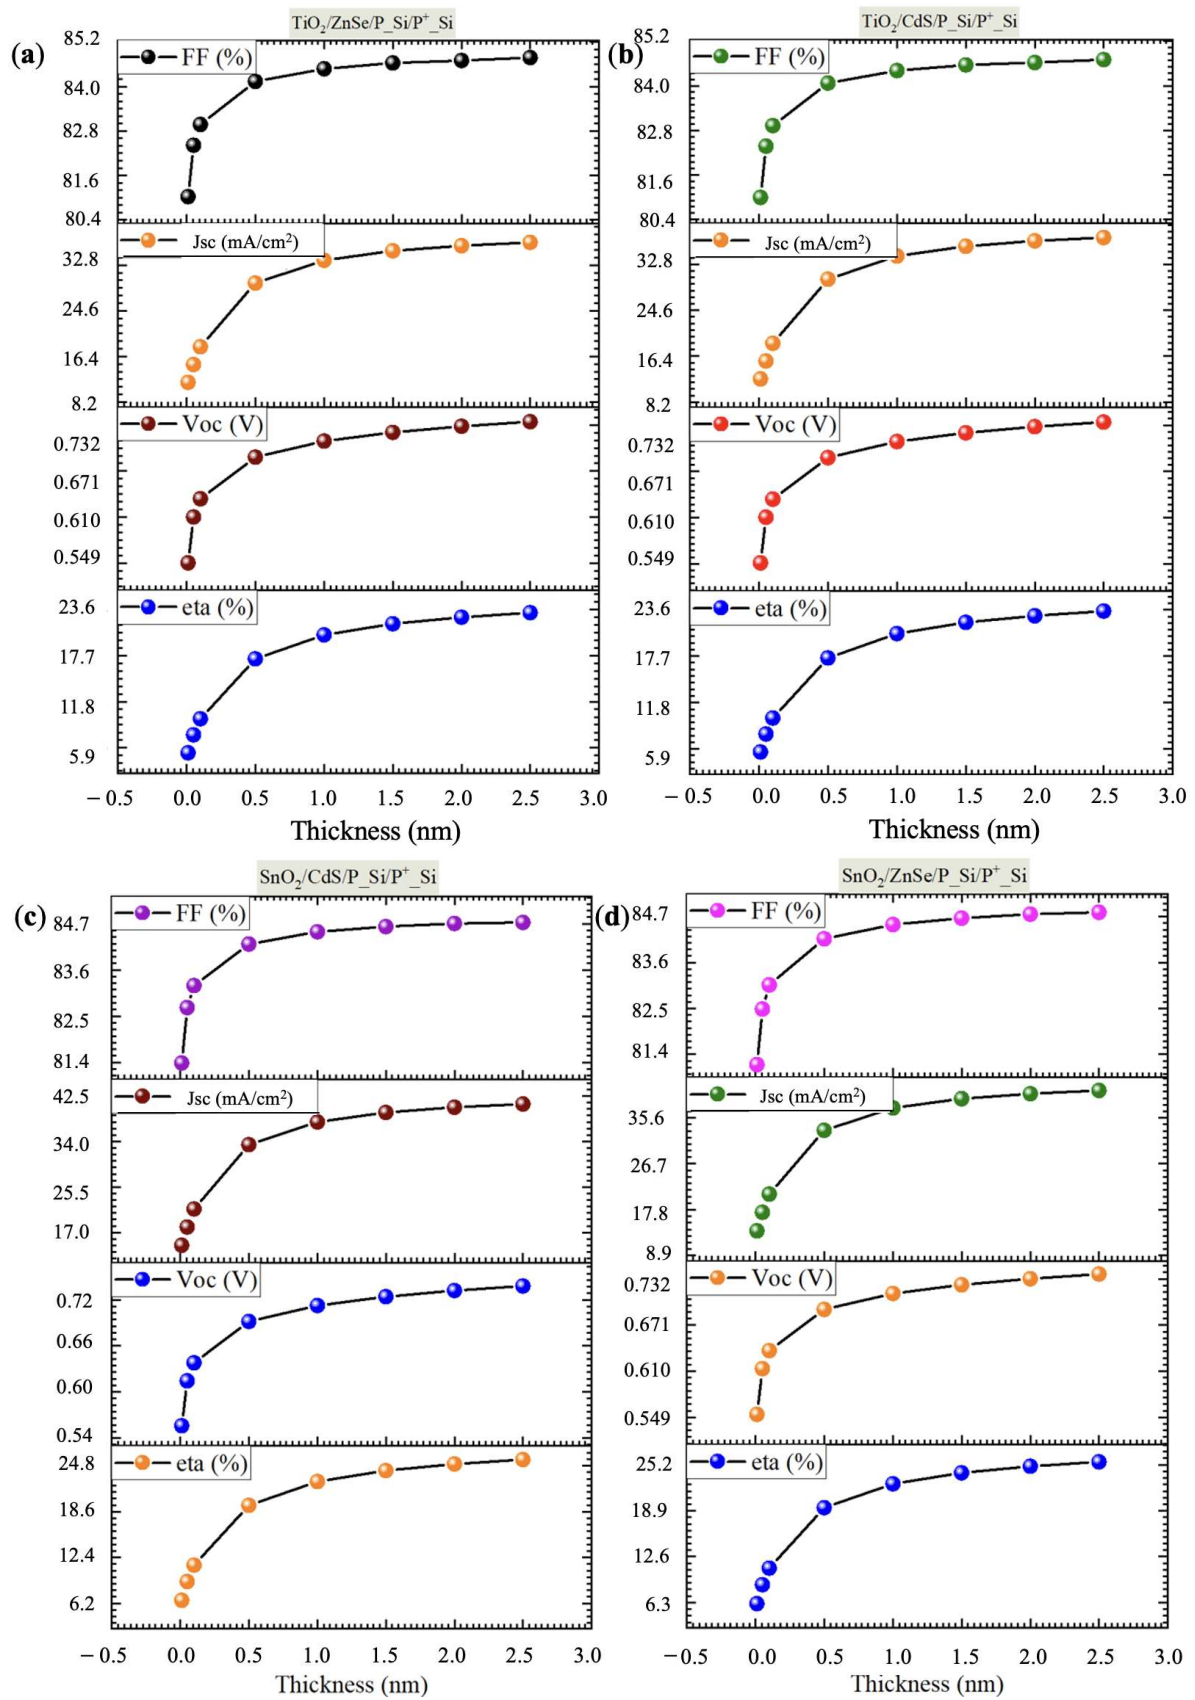 TiO₂/ZnSe/P_Si/P⁺_Si
(a)
85.2
84.0
82.8
81.6
80.4
FF (%)
32.8
24.6
16.4
8.2
Jsc (mA/cm²)
0.732
0.671
0.610
0.549
Voc (V)
23.6
17.7
11.8
5.9
eta (%)
−0.5 0.0 0.5 1.0 1.5 2.0 2.5 3.0
Thickness (nm)
TiO₂/CdS/P_Si/P⁺_Si
(b)
85.2
84.0
82.8
81.6
80.4
FF (%)
32.8
24.6
16.4
8.2
Jsc (mA/cm²)
0.732
0.671
0.610
0.549
Voc (V)
23.6
17.7
11.8
5.9
eta (%)
−0.5 0.0 0.5 1.0 1.5 2.0 2.5 3.0
Thickness (nm)
SnO₂/CdS/P_Si/P⁺_Si
(c)
84.7
83.6
82.5
81.4
FF (%)
42.5
34.0
25.5
17.0
Jsc (mA/cm²)
0.72
0.66
0.60
0.54
Voc (V)
24.8
18.6
12.4
6.2
eta (%)
−0.5 0.0 0.5 1.0 1.5 2.0 2.5 3.0
Thickness (nm)
SnO₂/ZnSe/P_Si/P⁺_Si
(d)
84.7
83.6
82.5
81.4
FF (%)
35.6
26.7
17.8
8.9
Jsc (mA/cm²)
0.732
0.671
0.610
0.549
Voc (V)
25.2
18.9
12.6
6.3
eta (%)
−0.5 0.0 0.5 1.0 1.5 2.0 2.5 3.0
Thickness (nm)